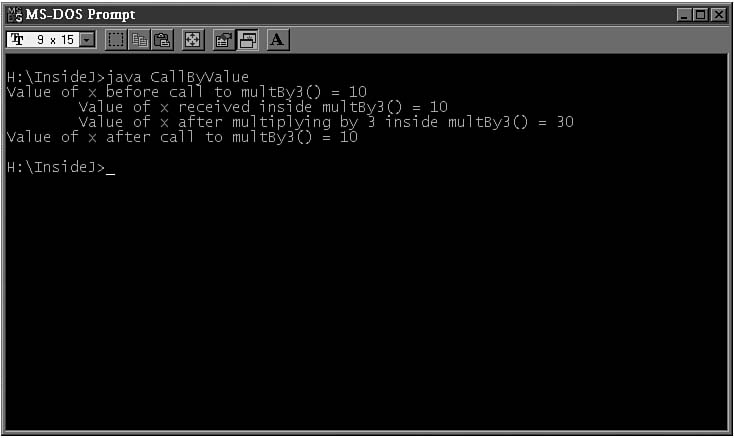 MS-DOS Prompt
9 x 15
A
H:\InsideJ>java CallByValue
Value of x before call to multBy3() = 10
        Value of x received inside multBy3() = 10
        Value of x after multiplying by 3 inside multBy3() = 30
Value of x after call to multBy3() = 10
H:\InsideJ>_